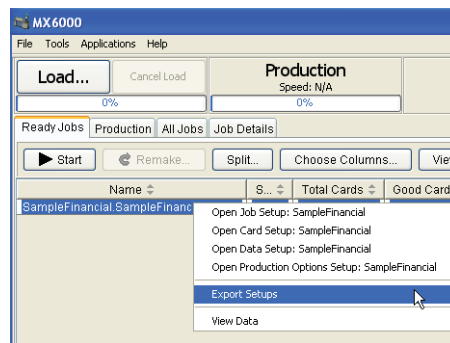 MX6000
File Tools Applications Help
Load... Cancel Load Production
Speed: N/A
0% 0%
Ready Jobs Production All Jobs Job Details
Start Remake... Split... Choose Columns...
Name S... Total Cards Good Card
SampleFinancial.SampleFinanc
Open Job Setup: SampleFinancial
Open Card Setup: SampleFinancial
Open Data Setup: SampleFinancial
Open Production Options Setup: SampleFinancial
Export Setups
View Data